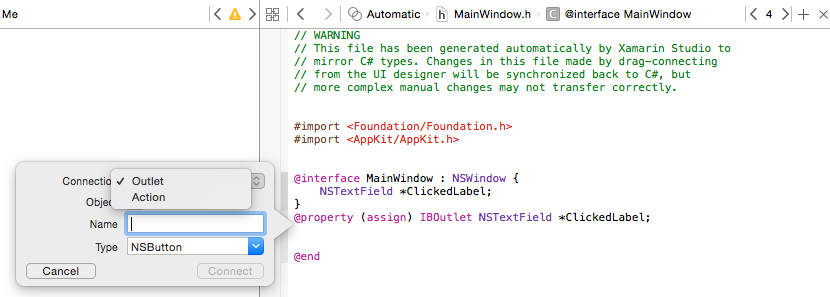 Me
Automatic
MainWindow.h
C
@interface MainWindow
4
// WARNING
// This file has been generated automatically by Xamarin Studio to
// mirror C# types. Changes in this file made by drag-connecting
// from the UI designer will be synchronized back to C#, but
// more complex manual changes may not transfer correctly.
#import <Foundation/Foundation.h>
#import <AppKit/AppKit.h>
@interface MainWindow : NSWindow {
NSTextField *ClickedLabel;
}
@property (assign) IBOutlet NSTextField *ClickedLabel;
@end
Connectio
✓ Outlet
Action
Objec
Name
Type
NSButton
Cancel
Connect